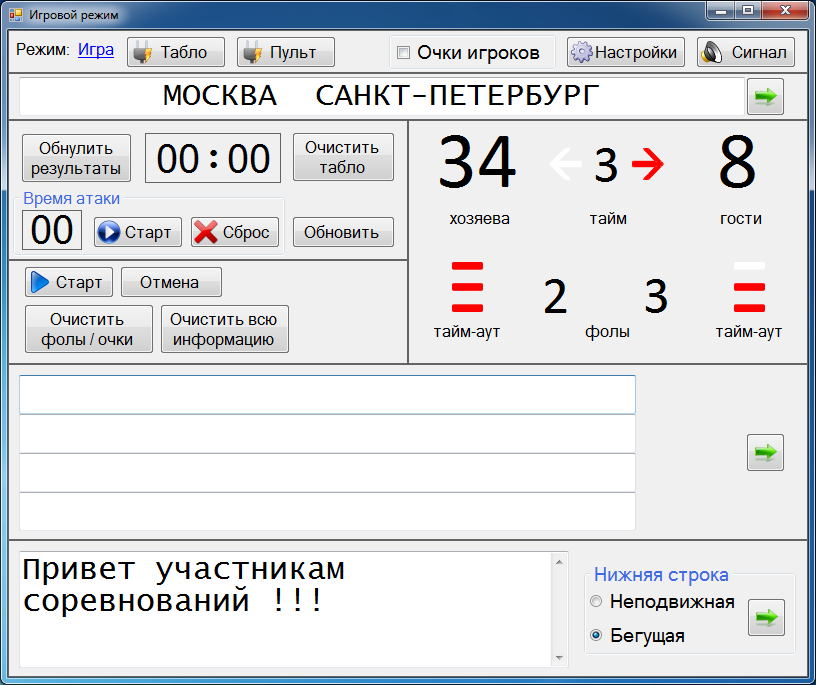 Игровой режим
Режим: Игра Табло Пульт Очки игроков Настройки Сигнал
МОСКВА САНКТ-ПЕТЕРБУРГ
Обнулить результаты
00:00
Очистить табло
Время атаки
00 Старт Сброс Обновить
34 3 8
хозяева тайм гости
Старт Отмена
Очистить фолы / очки
Очистить всю информацию
2 3
тайм-аут фолы тайм-аут
Привет участникам
соревнований !!!
Нижняя строка
Неподвижная
Бегущая